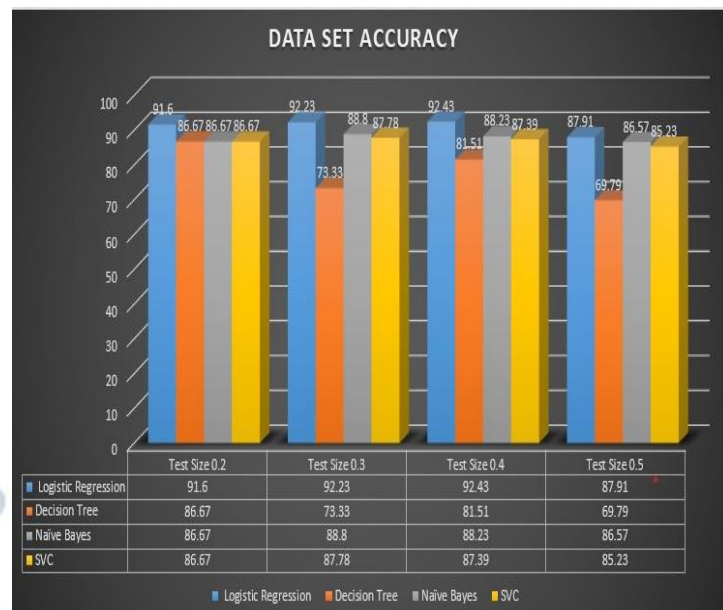 DATA SET ACCURACY
100
90
80
70
60
50
40
30
20
10
0
91.6 86.67 86.67 86.67
92.23 73.33 88.8 87.78
92.43 81.51 88.23 87.39
87.91 69.79 86.57 85.23
Test Size 0.2 Test Size 0.3 Test Size 0.4 Test Size 0.5
Logistic Regression 91.6 92.23 92.43 87.91
Decision Tree 86.67 73.33 81.51 69.79
Naïve Bayes 86.67 88.8 88.23 86.57
SVC 86.67 87.78 87.39 85.23
Logistic Regression Decision Tree Naïve Bayes SVC